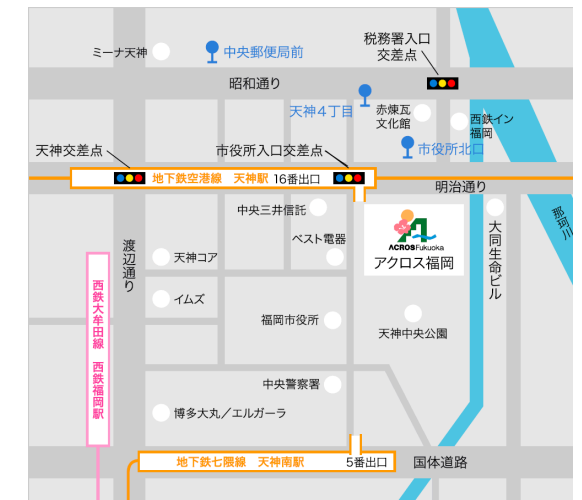 ミーナ天神
中央郵便局前
税務署入口
交差点
昭和通り
天神4丁目
赤煉瓦
文化館
西鉄イン
福岡
市役所北口
天神交差点
市役所入口交差点
地下鉄空港線 天神駅 16番出口
明治通り
那珂川
中央三井信託
ベスト電器
ACROS Fukuoka
アクロス福岡
大同生命ビル
渡辺通り
天神コア
イムズ
福岡市役所
天神中央公園
西鉄大牟田線 西鉄福岡駅
中央警察署
博多大丸/エルガーラ
地下鉄七隈線 天神南駅 5番出口
国体道路